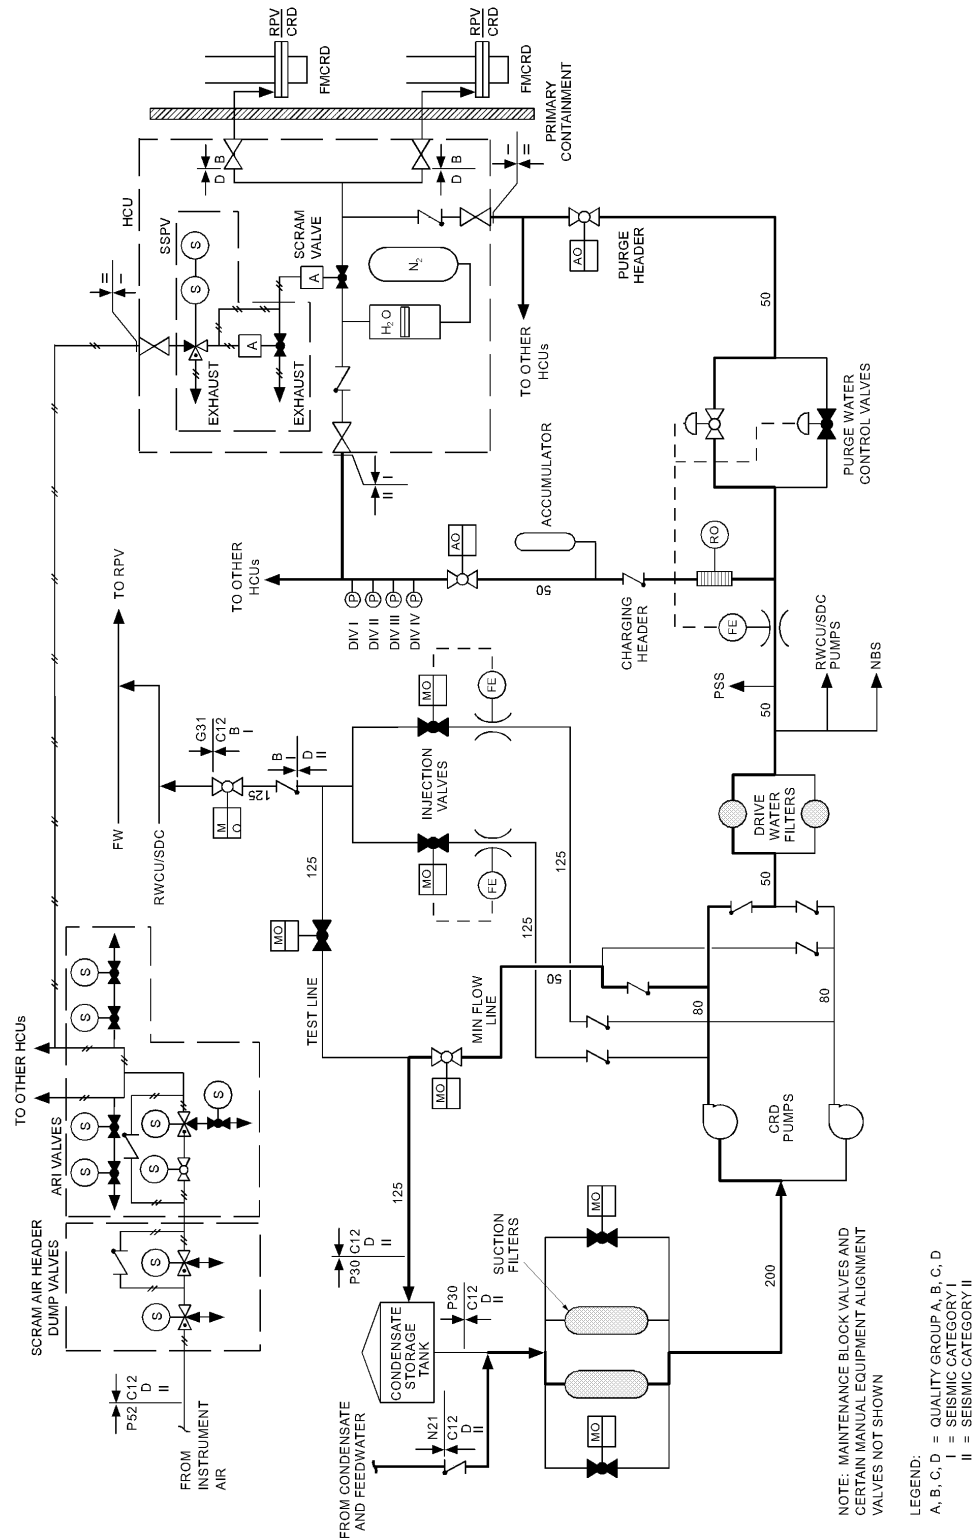 RPV
CRD
FMCRD
RPV
CRD
FMCRD
PRIMARY
CONTAINMENT
HCU
SSPV
S
S
II
I
D
B
D
B
I
II
SCRAM
VALVE
A
A
EXHAUST
EXHAUST
N2
H2O
AO
PURGE
HEADER
TO OTHER
HCUs
50
II
I
PURGE WATER
CONTROL VALVES
ACCUMULATOR
AO
50
RO
TO OTHER
HCUs
P
P
P
P
DIV I
DIV II
DIV III
DIV IV
CHARGING
HEADER
FE
PSS
RWCU/SDC
PUMPS
NBS
50
TO RPV
FW
RWCU/SDC
G31
C12
B
I
M
O
125
B
I
D
II
MO
FE
INJECTION
VALVES
MO
FE
125
125
125
DRIVE
WATER
FILTERS
50
MO
TEST LINE
MIN FLOW
LINE
50
MO
80
80
CRD
PUMPS
TO OTHER HCUs
S
S
S
S
S
S
S
ARI VALVES
SCRAM AIR HEADER
DUMP VALVES
S
S
P52
C12
D
II
FROM
INSTRUMENT
AIR
125
P30
C12
D
II
CONDENSATE
STORAGE
TANK
P30
C12
D
II
N21
C12
D
II
FROM CONDENSATE
AND FEEDWATER
SUCTION
FILTERS
MO
MO
200
NOTE: MAINTENANCE BLOCK VALVES AND
CERTAIN MANUAL EQUIPMENT ALIGNMENT
VALVES NOT SHOWN
LEGEND:
A, B, C, D = QUALITY GROUP A, B, C, D
I = SEISMIC CATEGORY I
II = SEISMIC CATEGORY II